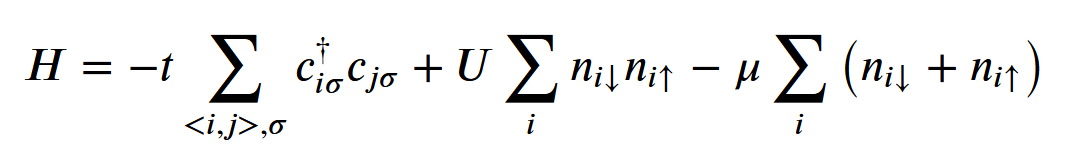 H = −t ∑_{<i,j>,σ} c†_{iσ} c_{jσ} + U ∑_i n_{i↓} n_{i↑} − μ ∑_i (n_{i↓} + n_{i↑})